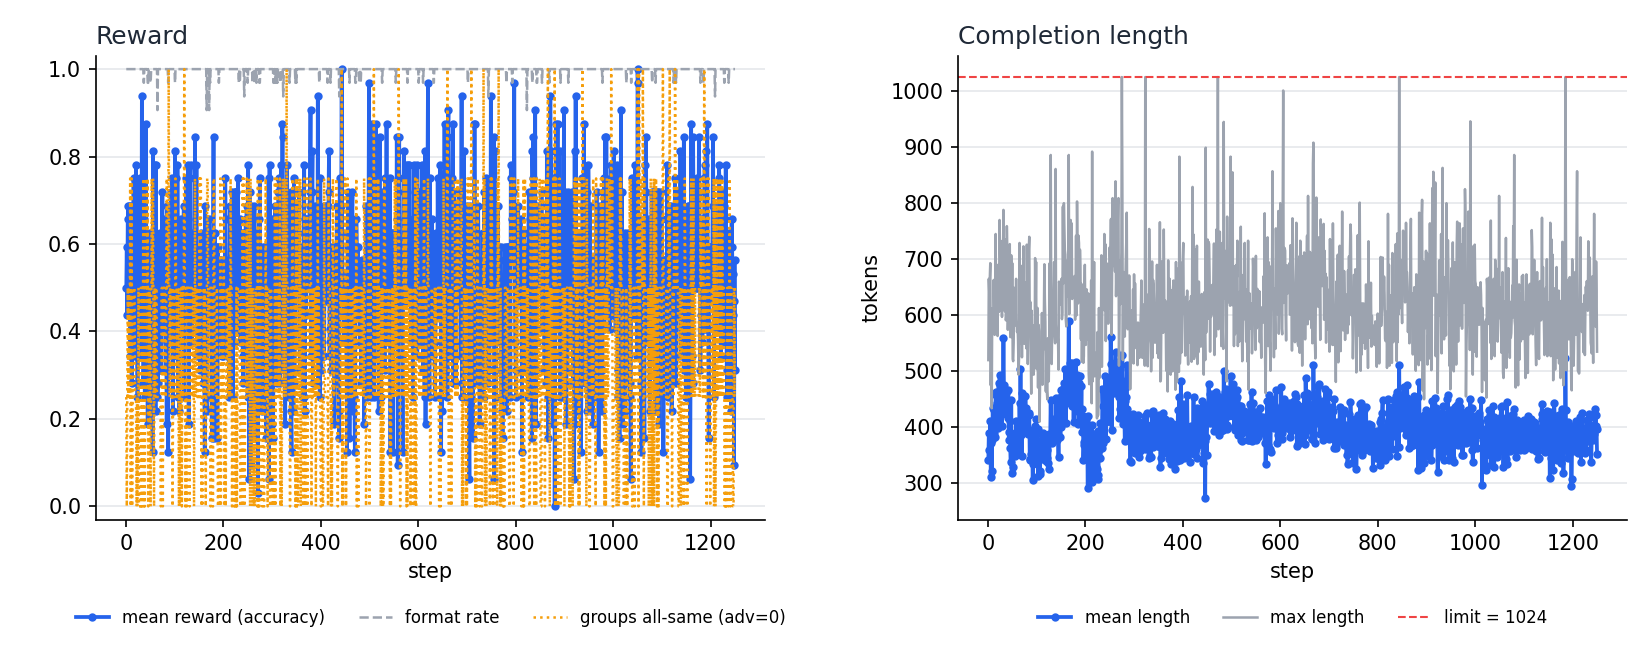 Reward
1.0
0.8
0.6
0.4
0.2
0.0
0 200 400 600 800 1000 1200
step
mean reward (accuracy) format rate groups all-same (adv=0)
Completion length
tokens
1000
900
800
700
600
500
400
300
0 200 400 600 800 1000 1200
step
mean length max length limit = 1024